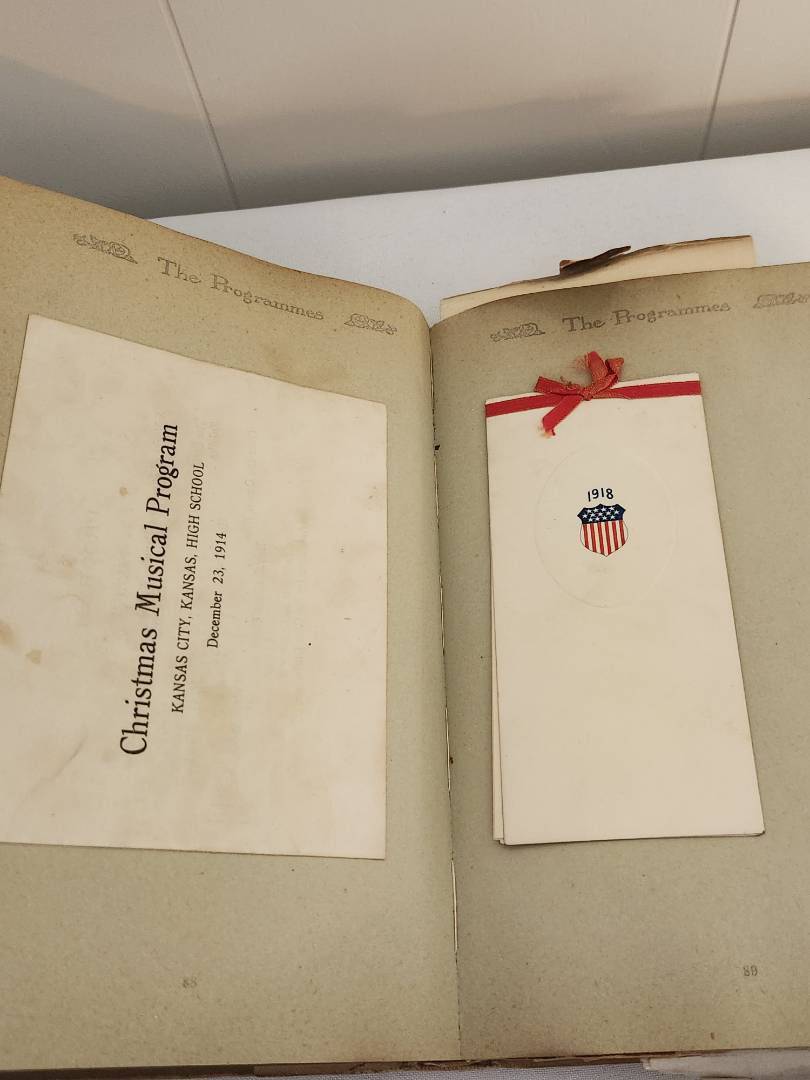 The Programmes
Christmas Musical Program
KANSAS CITY, KANSAS, HIGH SCHOOL
December 23, 1914
88
The Programmes
1918
89